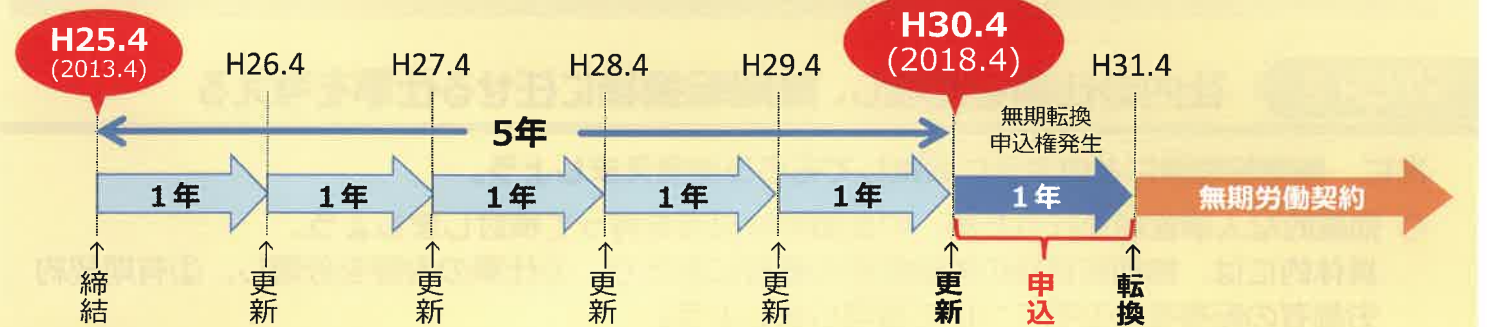 H25.4
(2013.4)
H26.4
H27.4
H28.4
H29.4
H30.4
(2018.4)
H31.4
5年
無期転換
申込権発生
1年
1年
1年
1年
1年
1年
無期労働契約
↑締結
↑更新
↑更新
↑更新
↑更新
↑更新
申込
↑転換